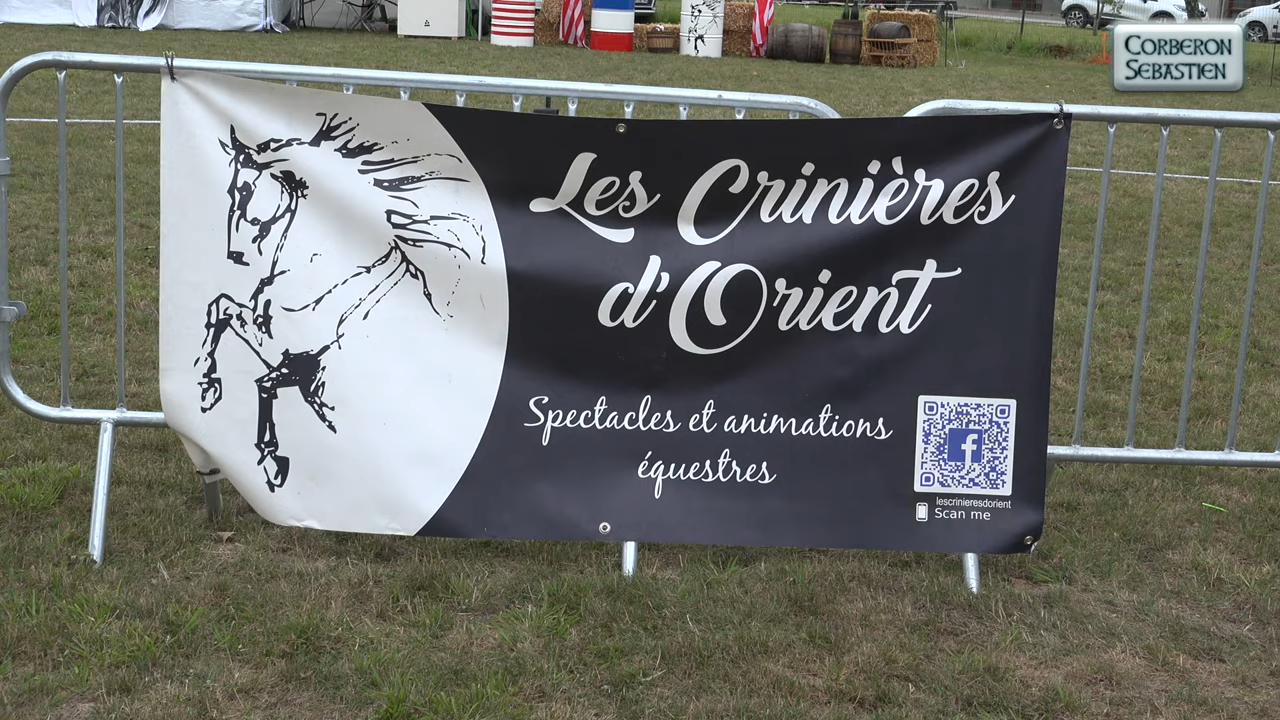 CORBERON
SEBASTIEN
Les Crinières
d'Orient
Spectacles et animations
équestres
f
lescrinieresdorient
Scan me